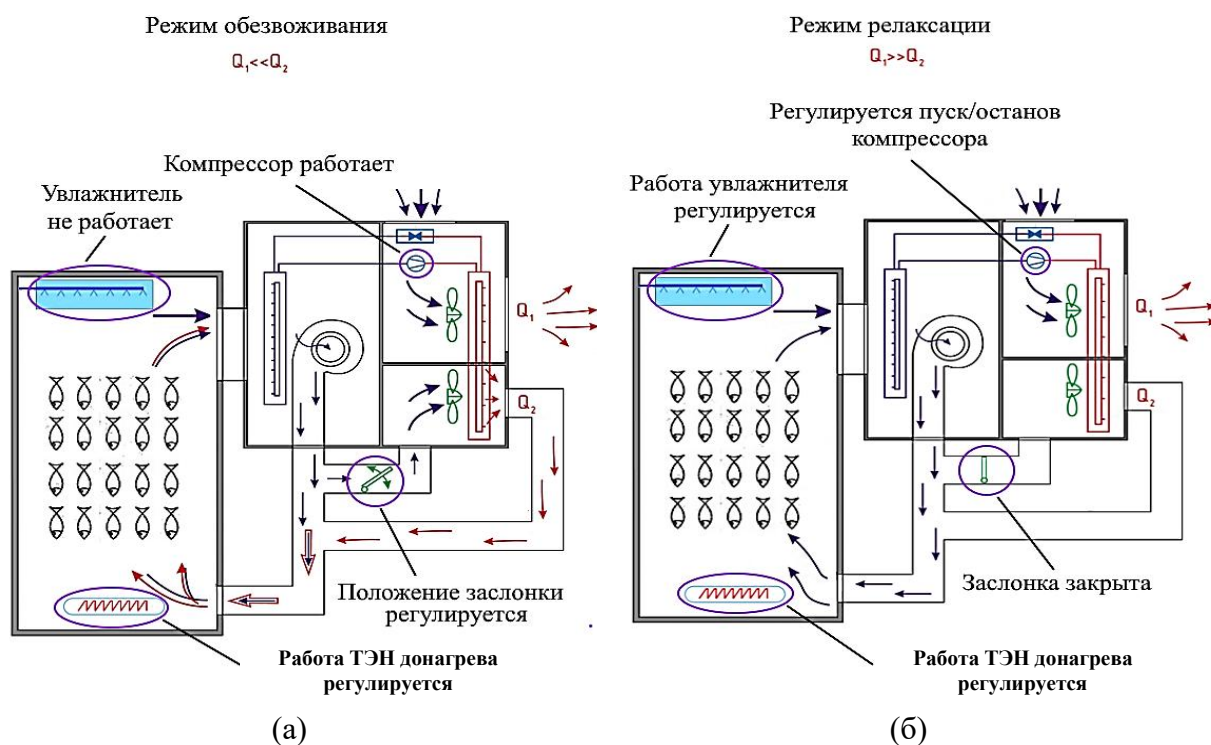 Режим обезвоживания
Q₁<<Q₂
Компрессор работает
Увлажнитель
не работает
Q₁
Q₂
Положение заслонки
регулируется
Работа ТЭН донагрева
регулируется
(а)
Режим релаксации
Q₁>>Q₂
Регулируется пуск/останов
компрессора
Работа увлажнителя
регулируется
Q₁
Q₂
Заслонка закрыта
Работа ТЭН донагрева
регулируется
(б)